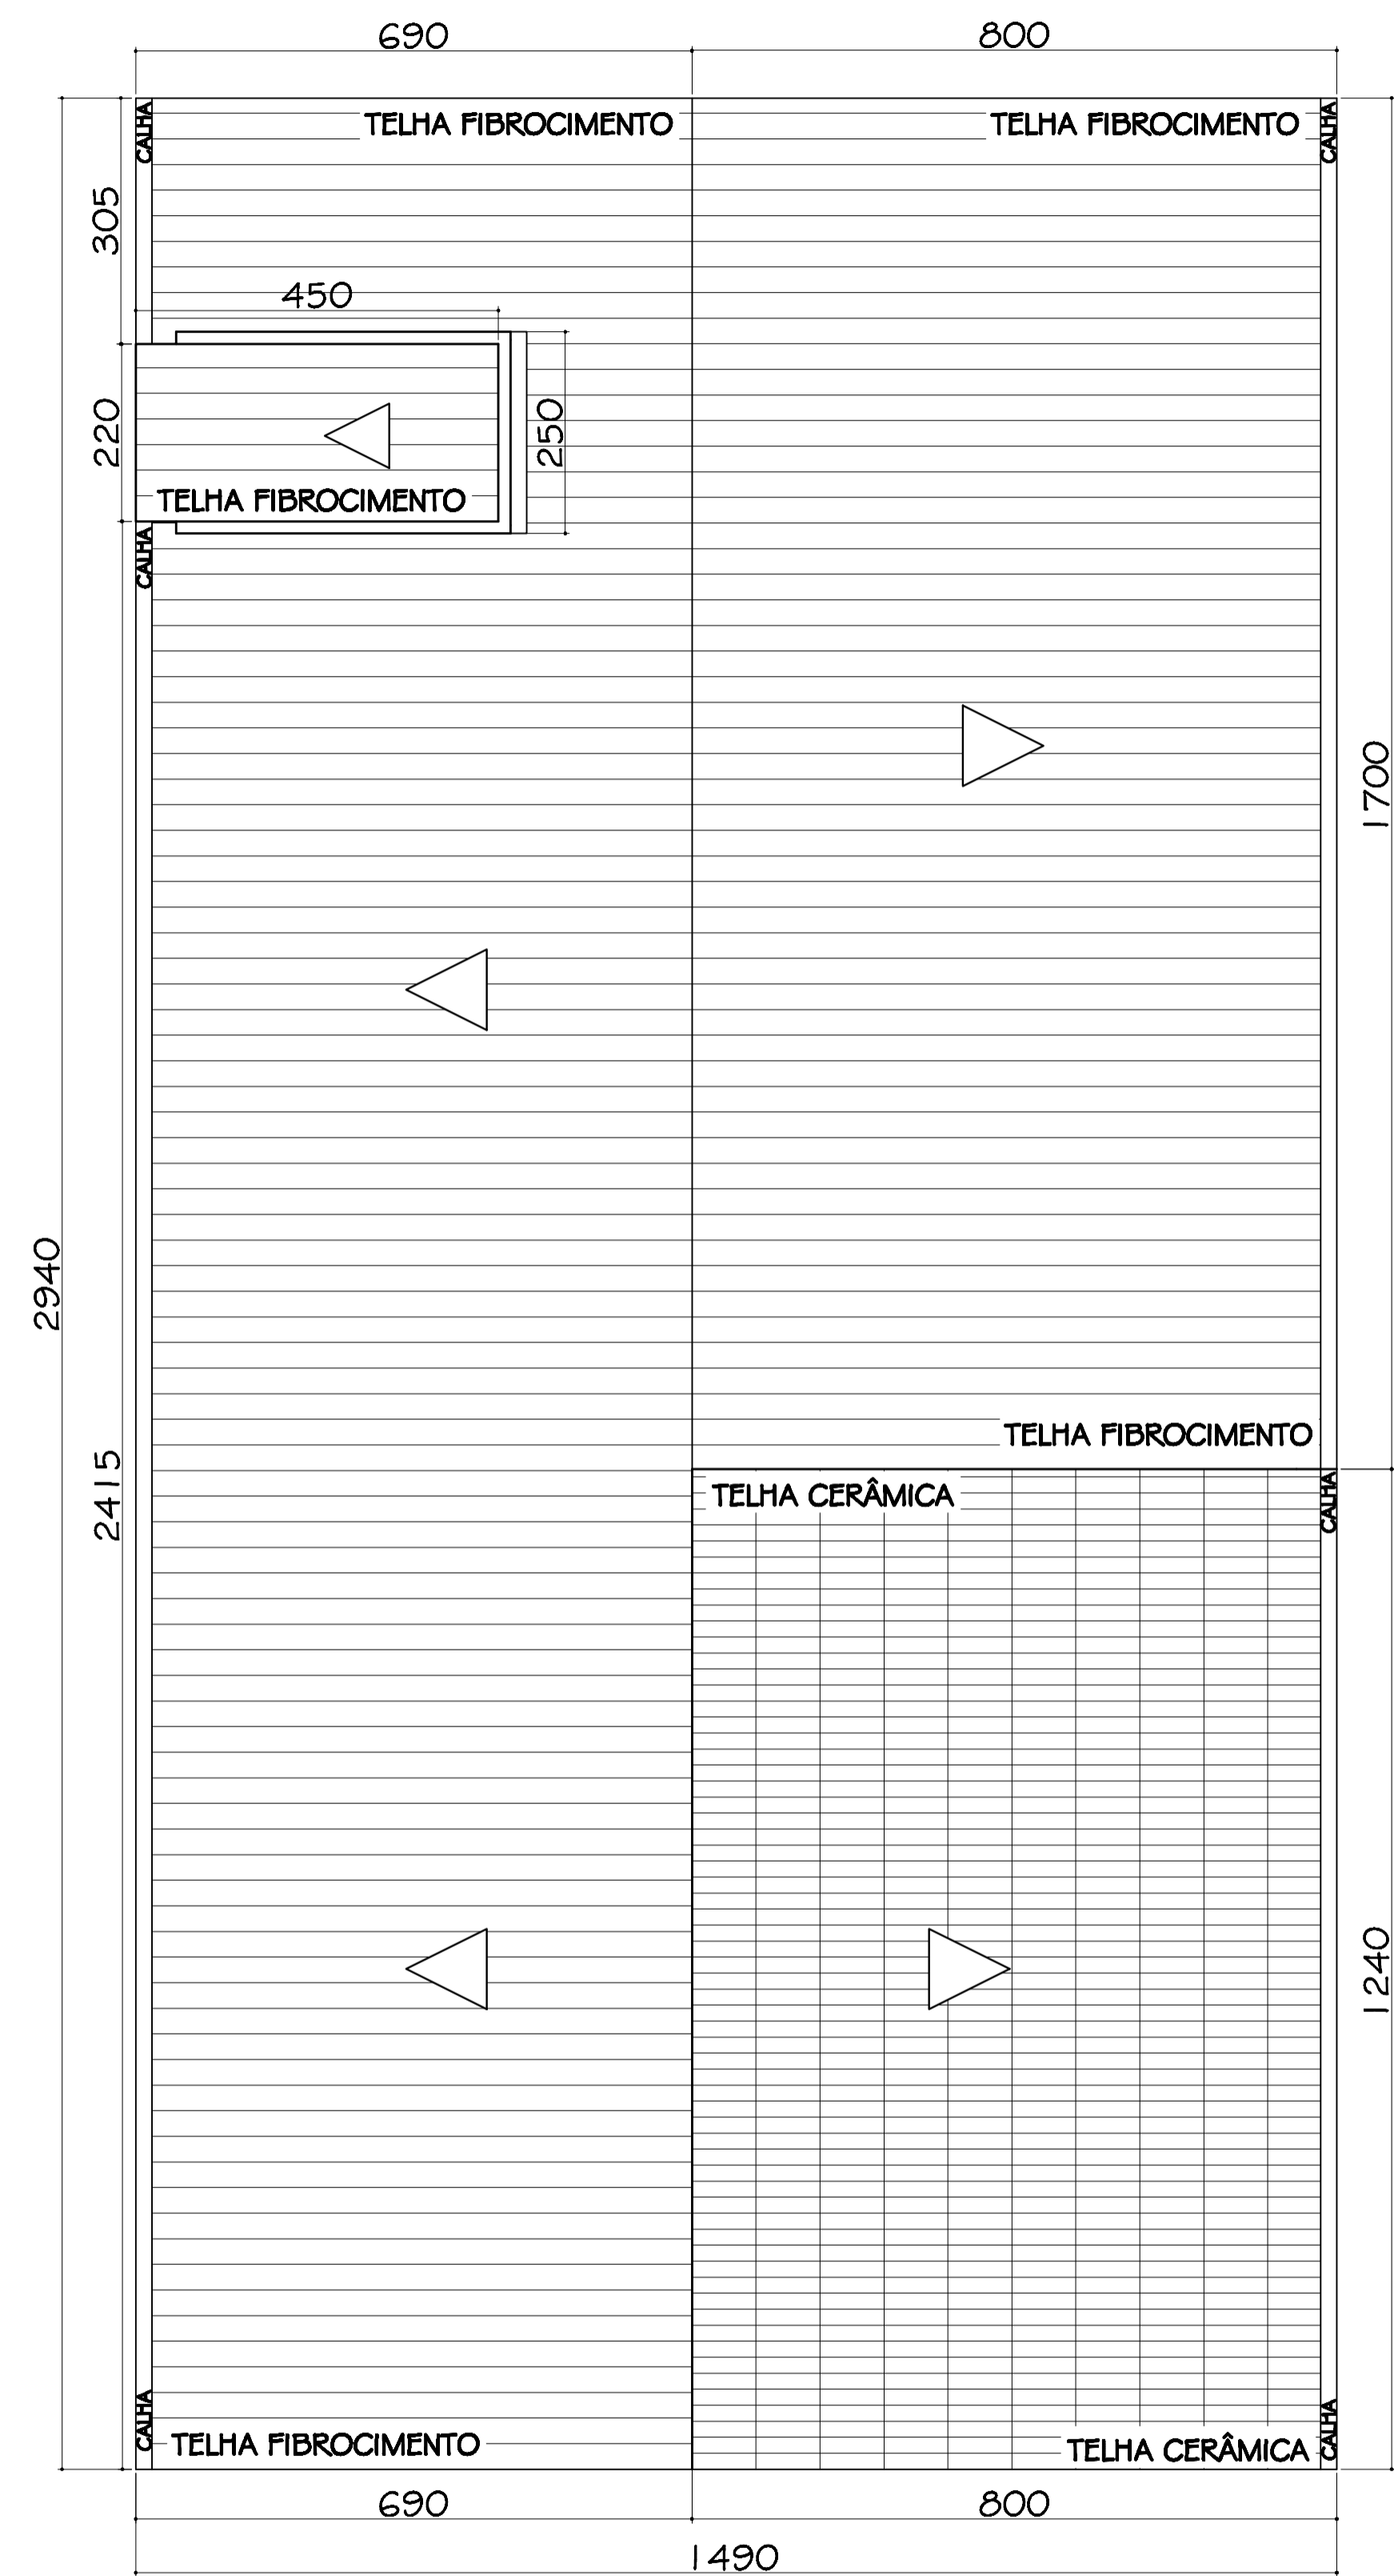 690
800
TELHA FIBROCIMENTO
TELHA FIBROCIMENTO
CALHA
CALHA
305
450
220
250
TELHA FIBROCIMENTO
CALHA
1700
2940
2415
TELHA FIBROCIMENTO
TELHA CERÂMICA
CALHA
1240
CALHA
TELHA FIBROCIMENTO
TELHA CERÂMICA
CALHA
690
800
1490